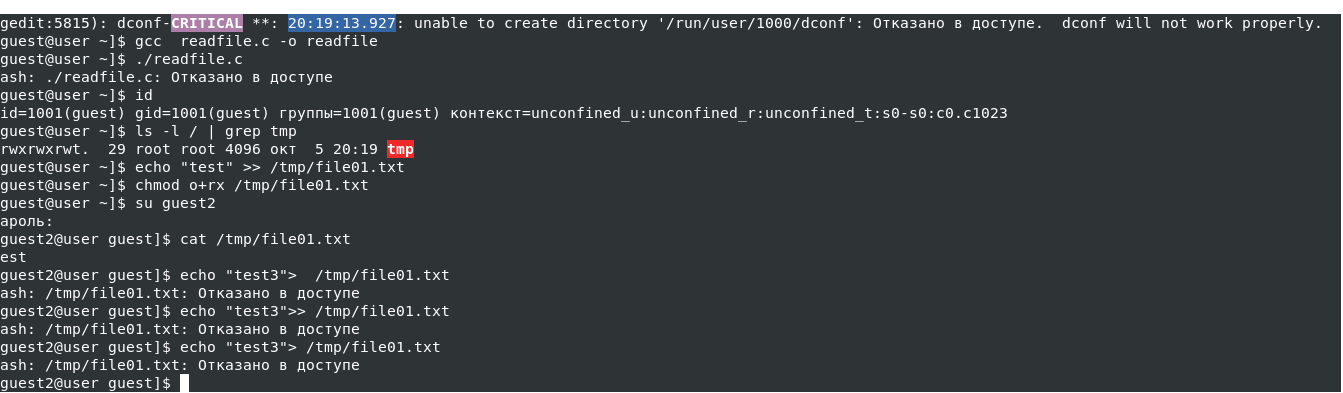 gedit:5815): dconf-CRITICAL **: 20:19:13.927: unable to create directory '/run/user/1000/dconf': Отказано в доступе.  dconf will not work properly.
guest@user ~]$ gcc  readfile.c -o readfile
guest@user ~]$ ./readfile.c
ash: ./readfile.c: Отказано в доступе
guest@user ~]$ id
id=1001(guest) gid=1001(guest) группы=1001(guest) контекст=unconfined_u:unconfined_r:unconfined_t:s0-s0:c0.c1023
guest@user ~]$ ls -l / | grep tmp
rwxrwxrwt.  29 root root 4096 окт  5 20:19 tmp
guest@user ~]$ echo "test" >> /tmp/file01.txt
guest@user ~]$ chmod o+rx /tmp/file01.txt
guest@user ~]$ su guest2
ароль:
guest2@user guest]$ cat /tmp/file01.txt
est
guest2@user guest]$ echo "test3">  /tmp/file01.txt
ash: /tmp/file01.txt: Отказано в доступе
guest2@user guest]$ echo "test3">> /tmp/file01.txt
ash: /tmp/file01.txt: Отказано в доступе
guest2@user guest]$ echo "test3"> /tmp/file01.txt
ash: /tmp/file01.txt: Отказано в доступе
guest2@user guest]$